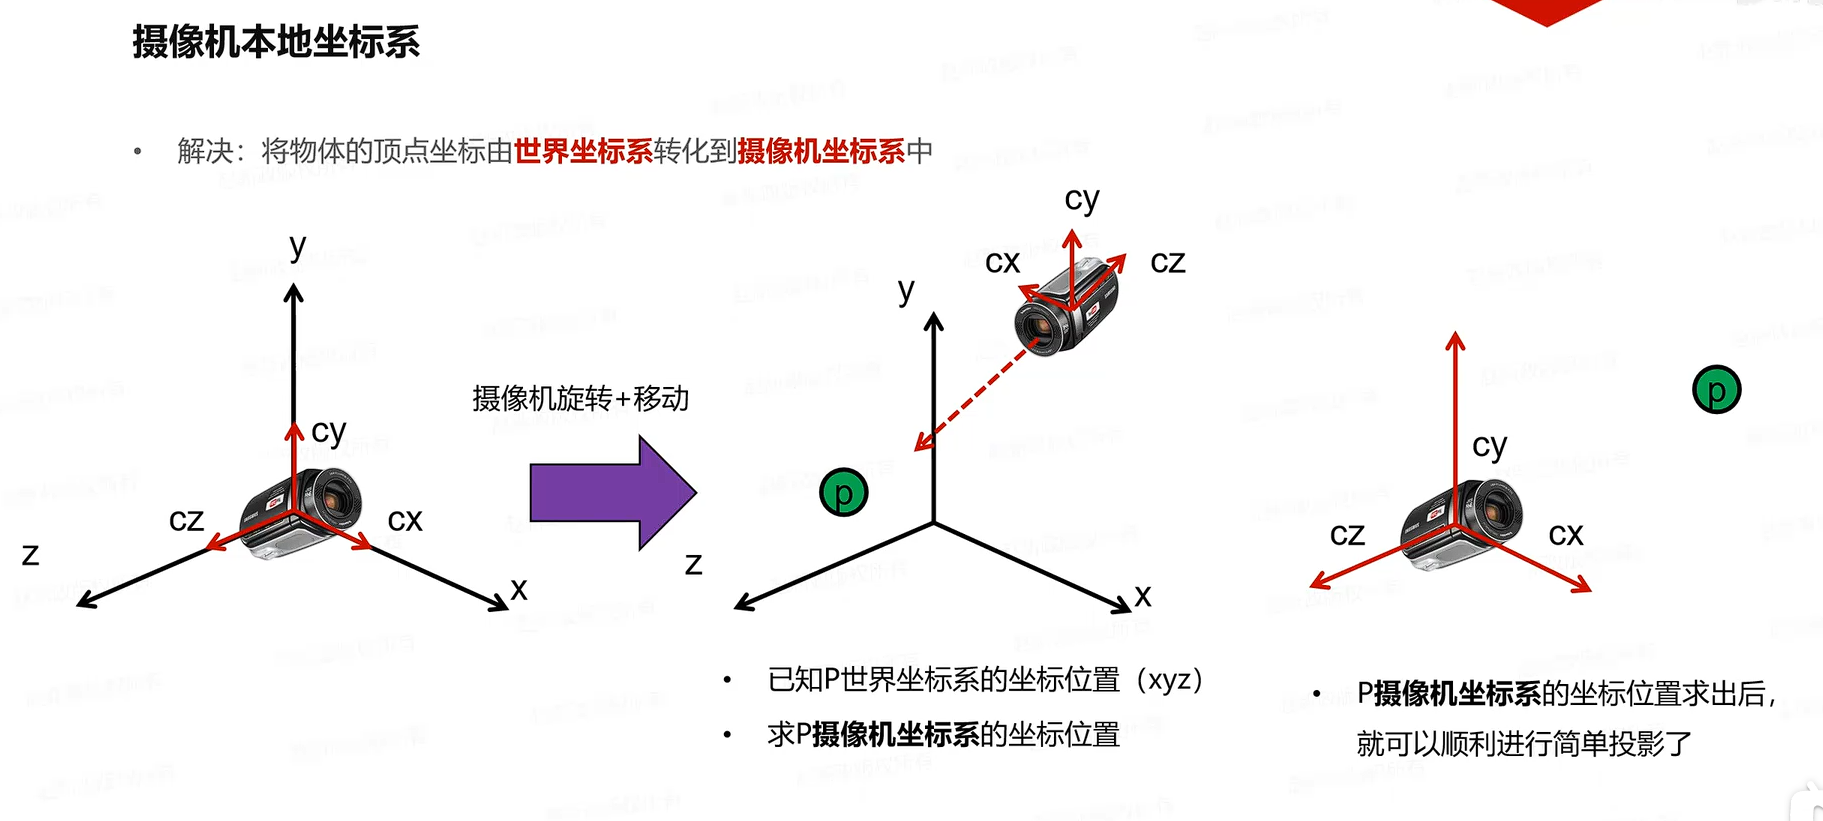 摄像机本地坐标系
• 解决：将物体的顶点坐标由世界坐标系转化到摄像机坐标系中
y
cy
cz
cx
z
x
摄像机旋转+移动
cy
cx
cz
y
p
z
x
p
cy
cz
cx
• 已知P世界坐标系的坐标位置（xyz）
• 求P摄像机坐标系的坐标位置
• P摄像机坐标系的坐标位置求出后，
就可以顺利进行简单投影了